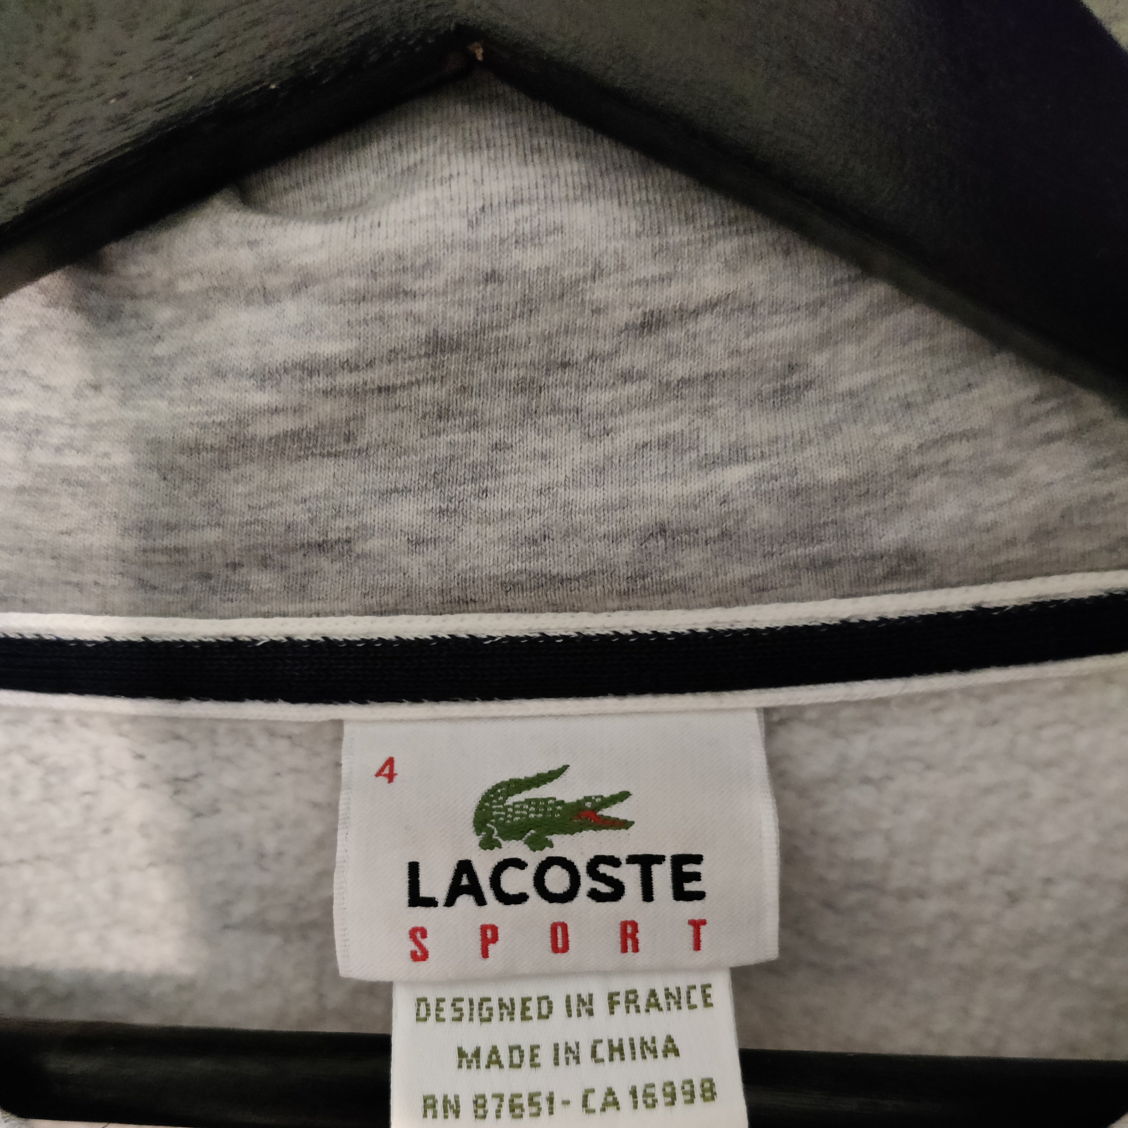 4
LACOSTE
SPORT
DESIGNED IN FRANCE
MADE IN CHINA
RN 87651 - CA 16998